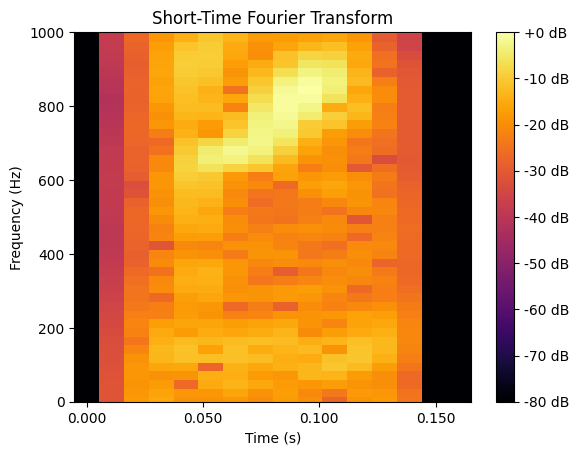 Short-Time Fourier Transform
Frequency (Hz)
1000
800
600
400
200
0
0.000
0.050
0.100
0.150
Time (s)
+0 dB
-10 dB
-20 dB
-30 dB
-40 dB
-50 dB
-60 dB
-70 dB
-80 dB